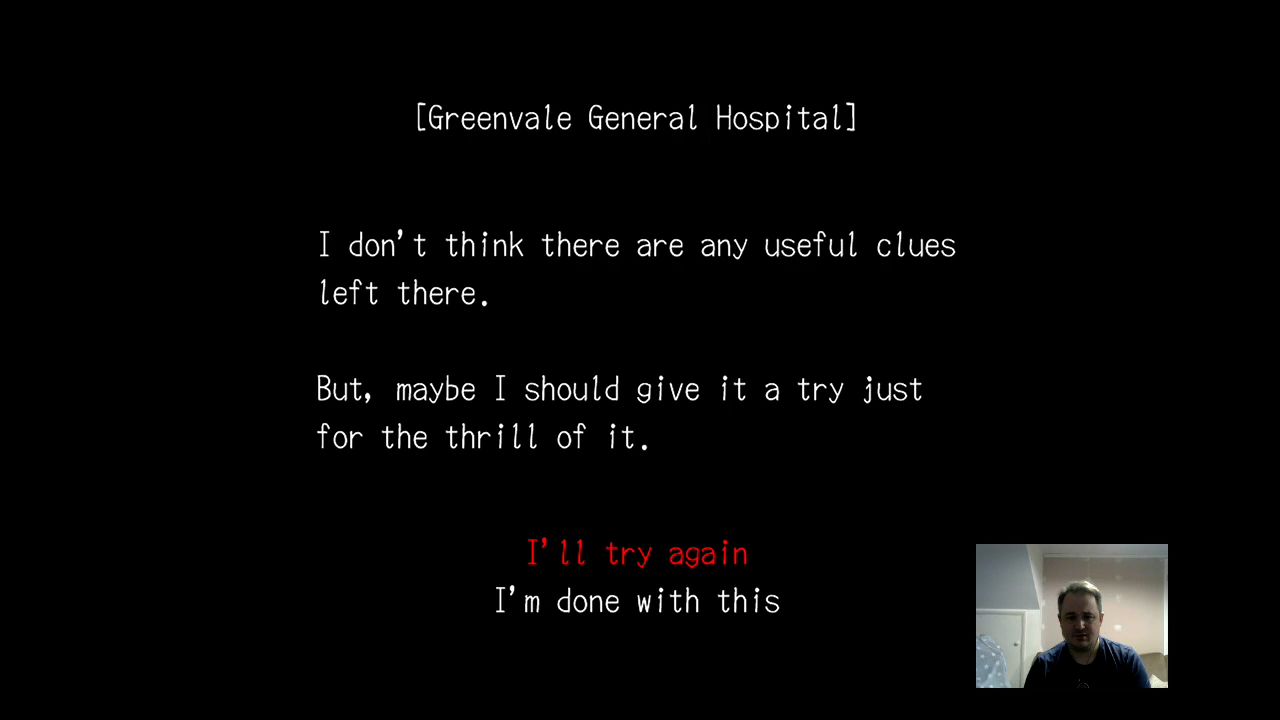 [Greenvale General Hospital]
I don't think there are any useful clues
left there.
But, maybe I should give it a try just
for the thrill of it.
I'll try again
I'm done with this